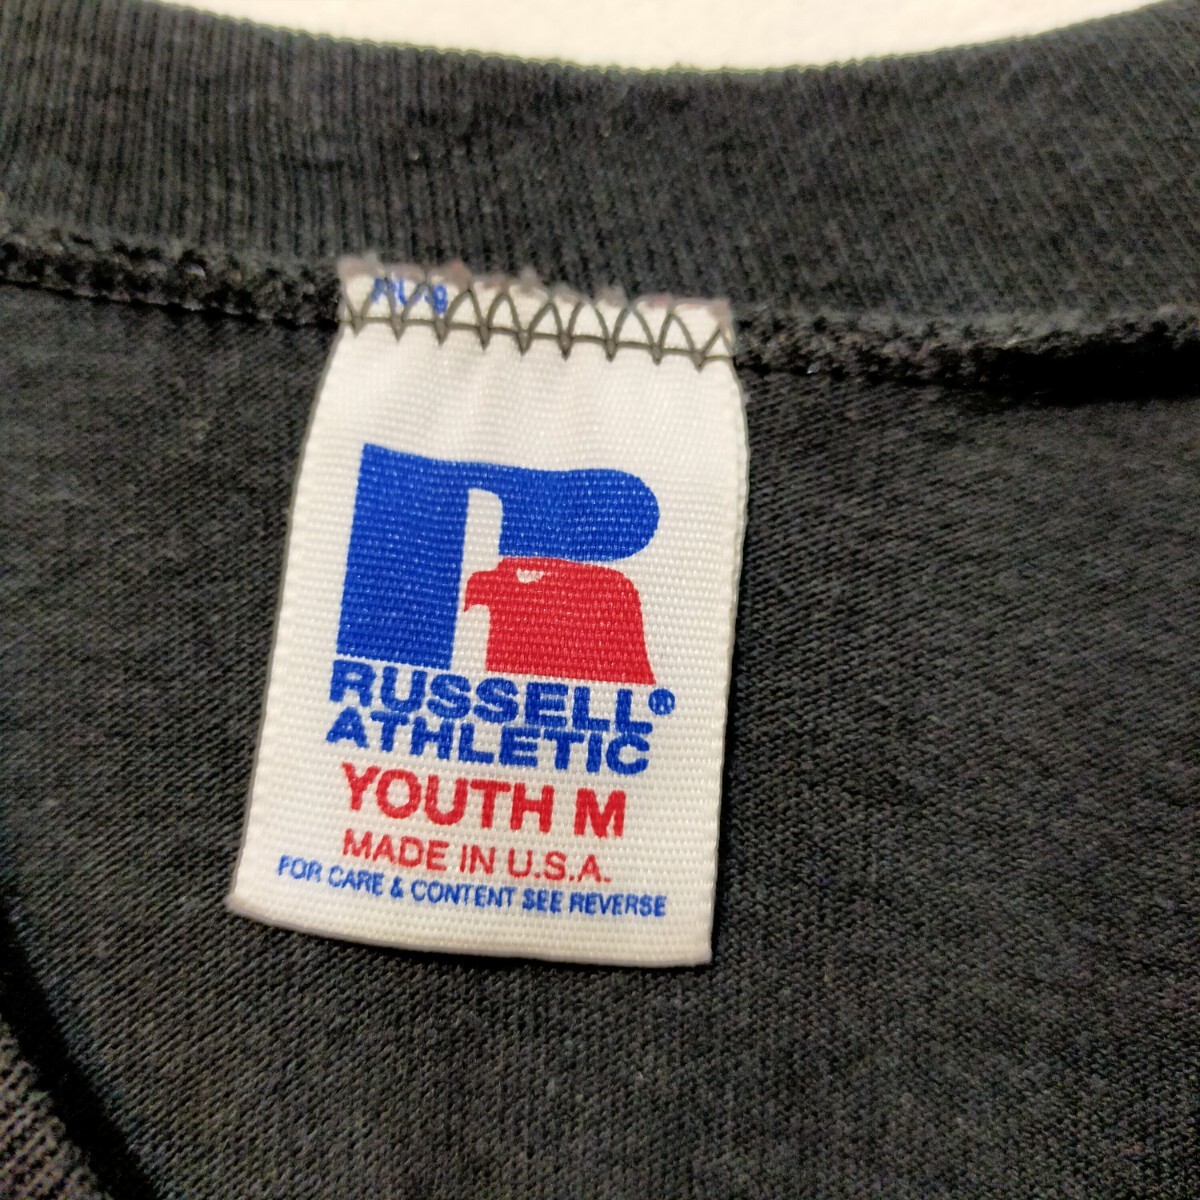 RUSSELL®
ATHLETIC
YOUTH M
MADE IN U.S.A.
FOR CARE & CONTENT SEE REVERSE